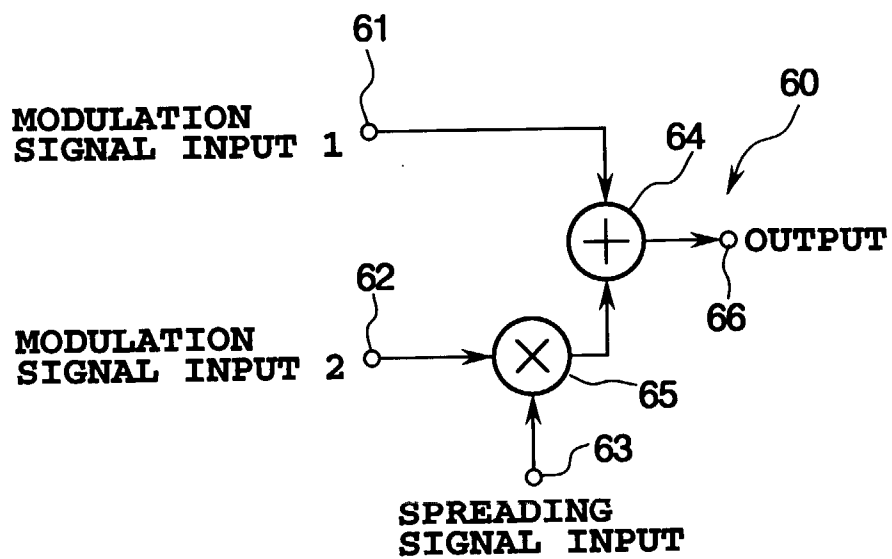 61
MODULATION
SIGNAL INPUT 1
60
64
OUTPUT
66
62
MODULATION
SIGNAL INPUT 2
65
63
SPREADING
SIGNAL INPUT